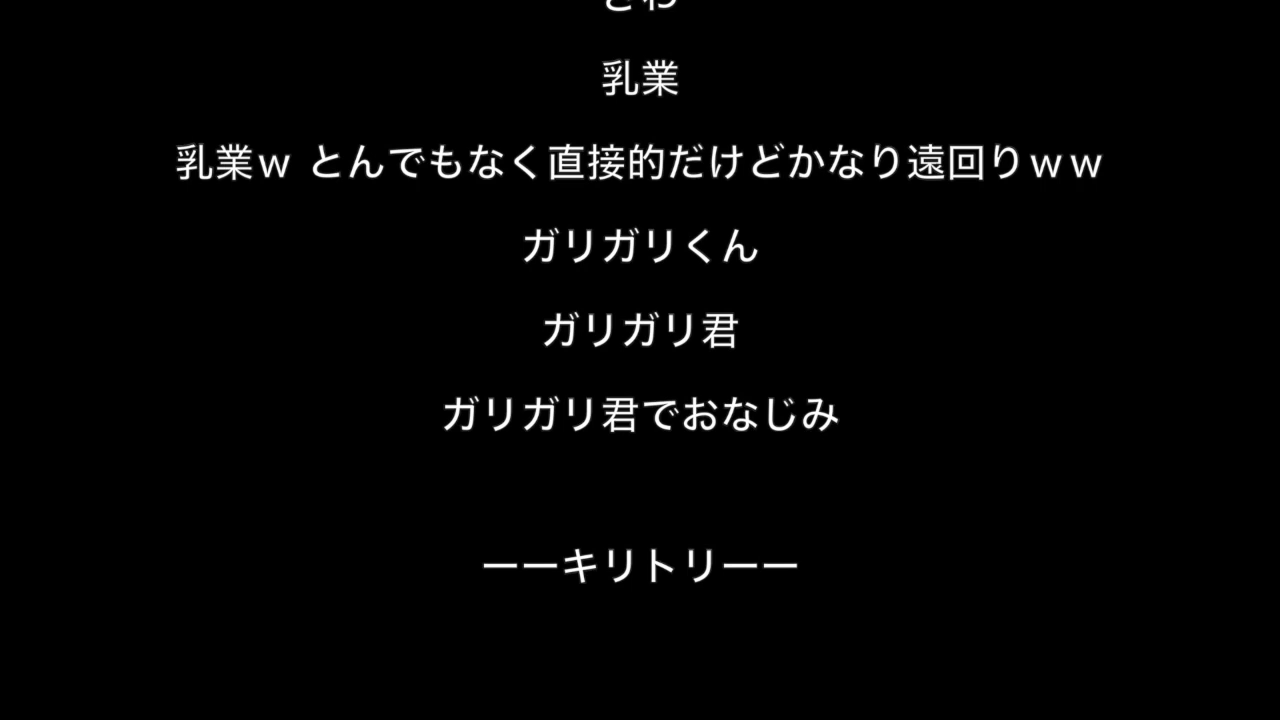 乳業
乳業ｗ とんでもなく直接的だけどかなり遠回りｗｗ
ガリガリくん
ガリガリ君
ガリガリ君でおなじみ
ーーキリトリーー